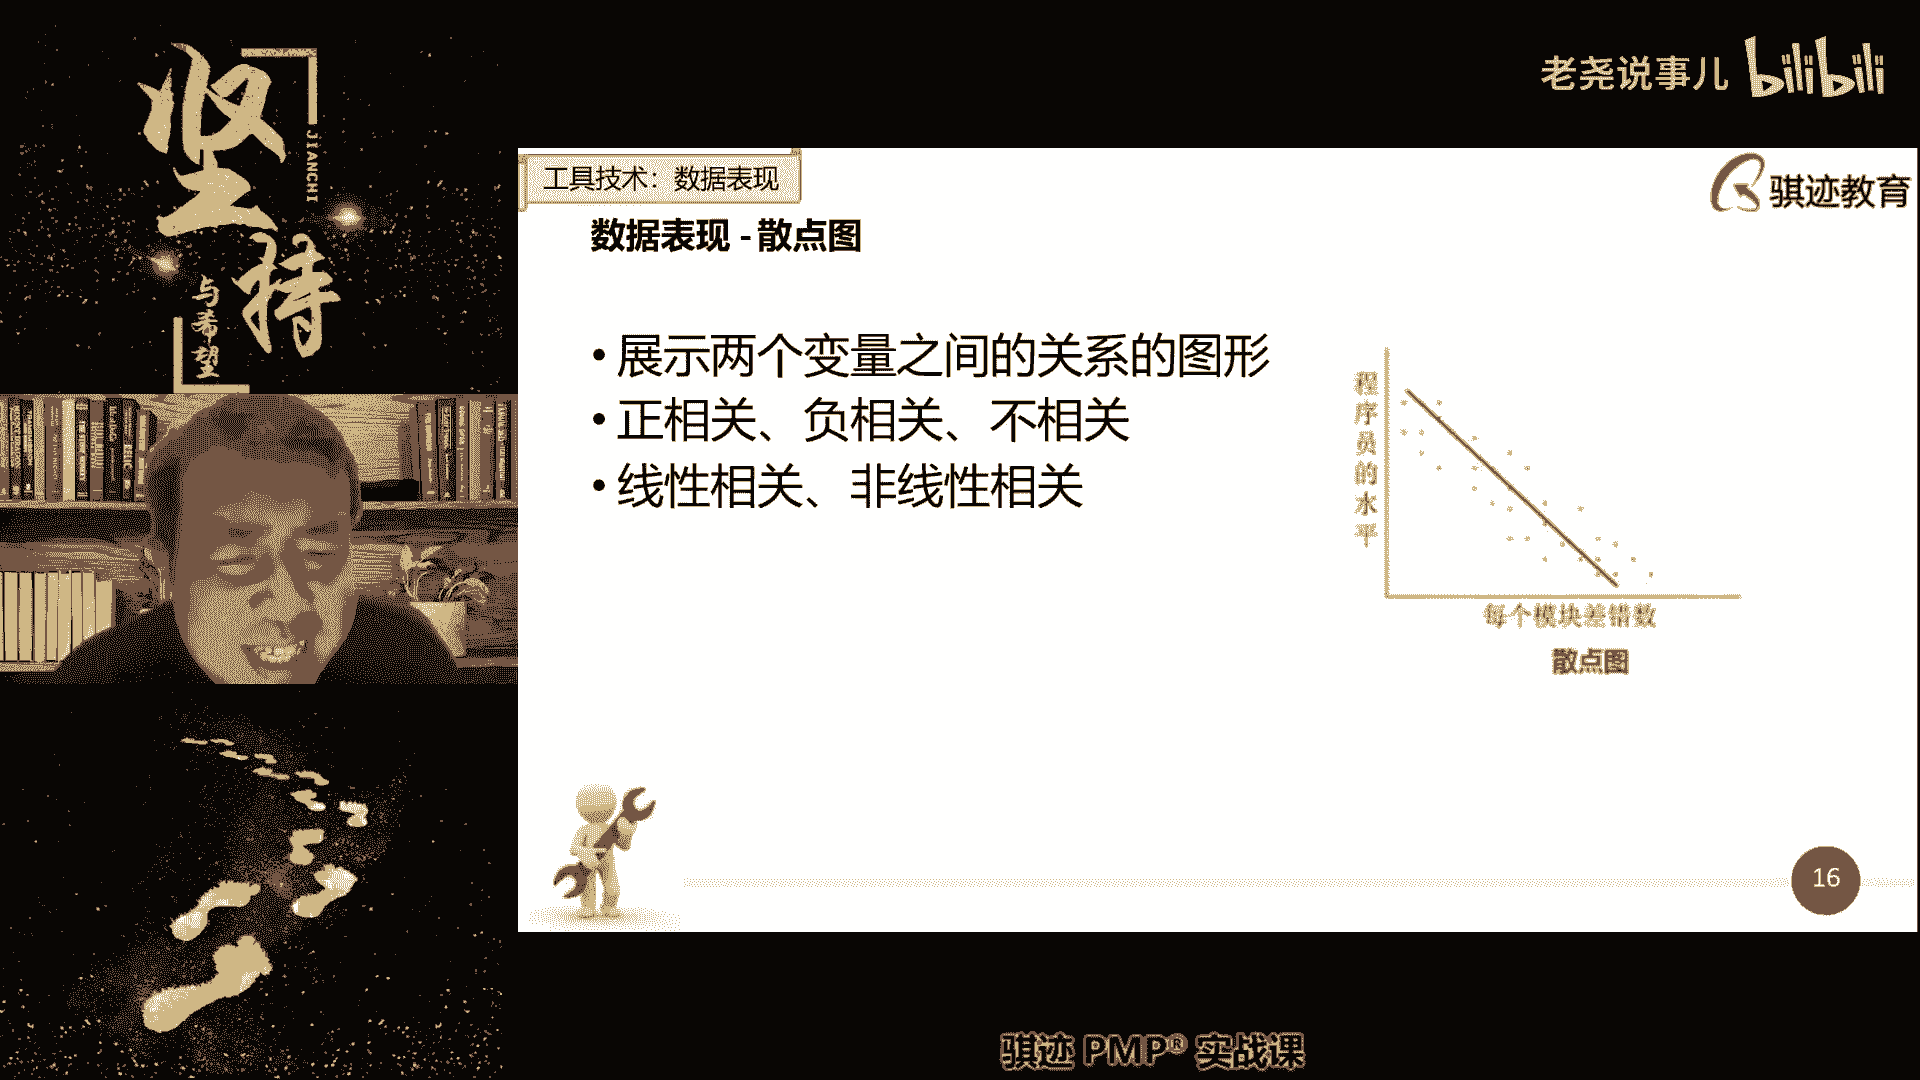 坚持
JIANCHI
与希望
老尧说事儿 bilibili
工具技术：数据表现
骐迹教育
数据表现 - 散点图
• 展示两个变量之间的关系的图形
• 正相关、负相关、不相关
• 线性相关、非线性相关
程序员的水平
每个模块差错数
散点图
16
骐迹 PMP® 实战课